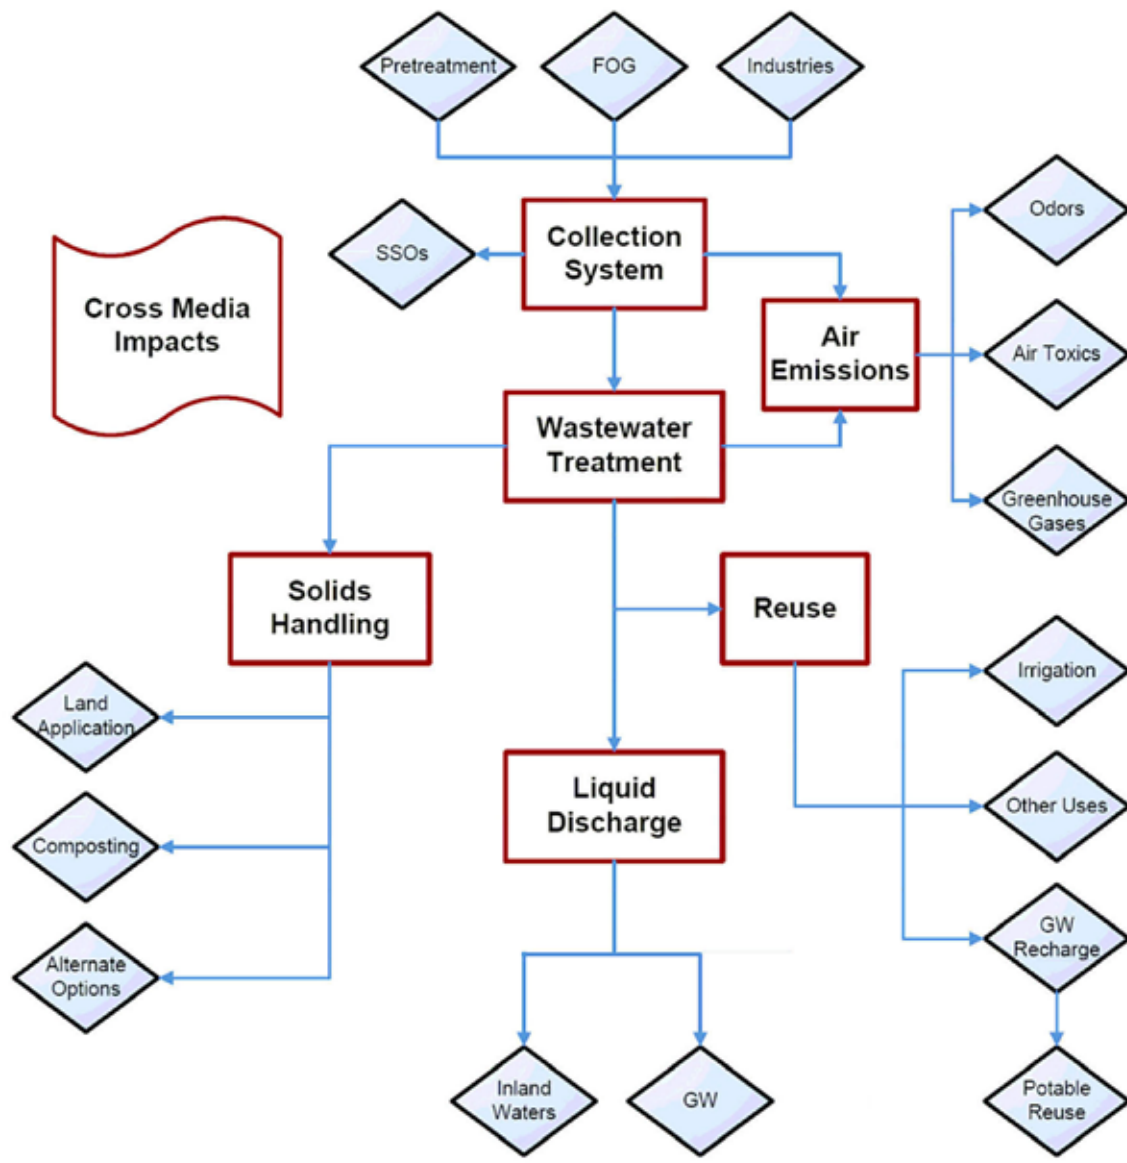 Pretreatment
FOG
Industries
Odors
Collection
System
SSOs
Cross Media
Impacts
Air
Emissions
Air Toxics
Wastewater
Treatment
Greenhouse
Gases
Solids
Handling
Reuse
Irrigation
Land
Application
Liquid
Discharge
Other Uses
Composting
GW
Recharge
Alternate
Options
Inland
Waters
GW
Potable
Reuse